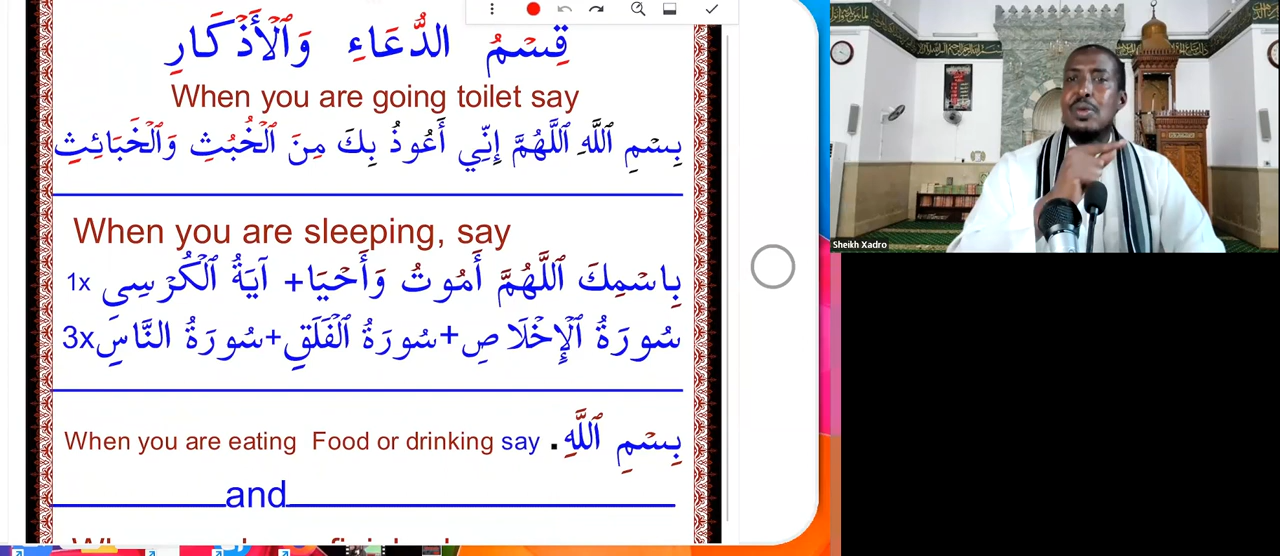 قِسْمُ الدُّعَاءِ وَٱلْأَذْكَارِ
When you are going toilet say
بِسْمِ ٱللَّهِ ٱللَّهُمَّ إِنِّي أَعُوذُ بِكَ مِنَ ٱلْخُبُثِ وَٱلْخَبَائِثِ
When you are sleeping, say
بِاسْمِكَ ٱللَّهُمَّ أَمُوتُ وَأَحْيَا+ آيَةُ ٱلْكُرْسِي 1x
سُورَةُ ٱلْإِخْلَاصِ+سُورَةُ ٱلْفَلَقِ+سُورَةُ النَّاسِ 3x
When you are eating Food or drinking say . بِسْمِ ٱللَّهِ
and
Sheikh Xadro